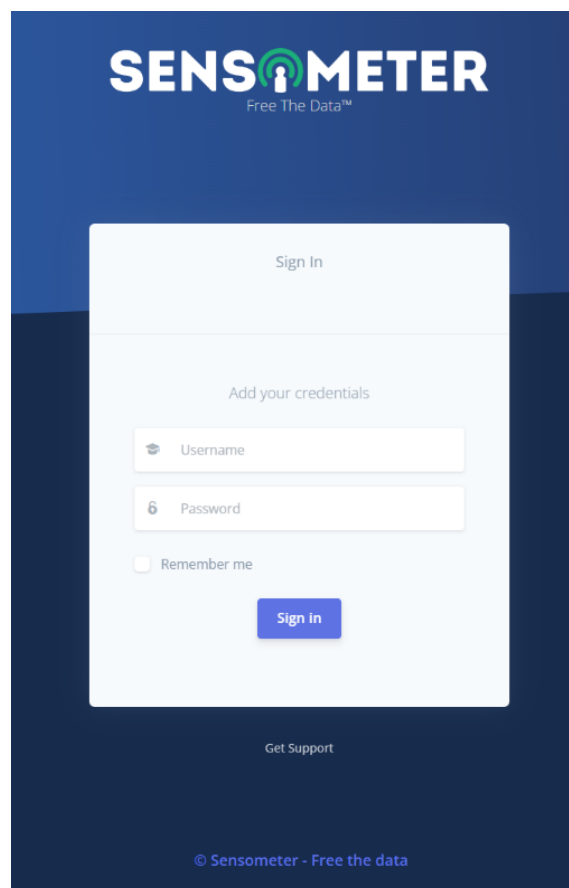 SENSOMETER
Free The Data™
Sign In
Add your credentials
Username
Password
Remember me
Sign in
Get Support
© Sensometer - Free the data